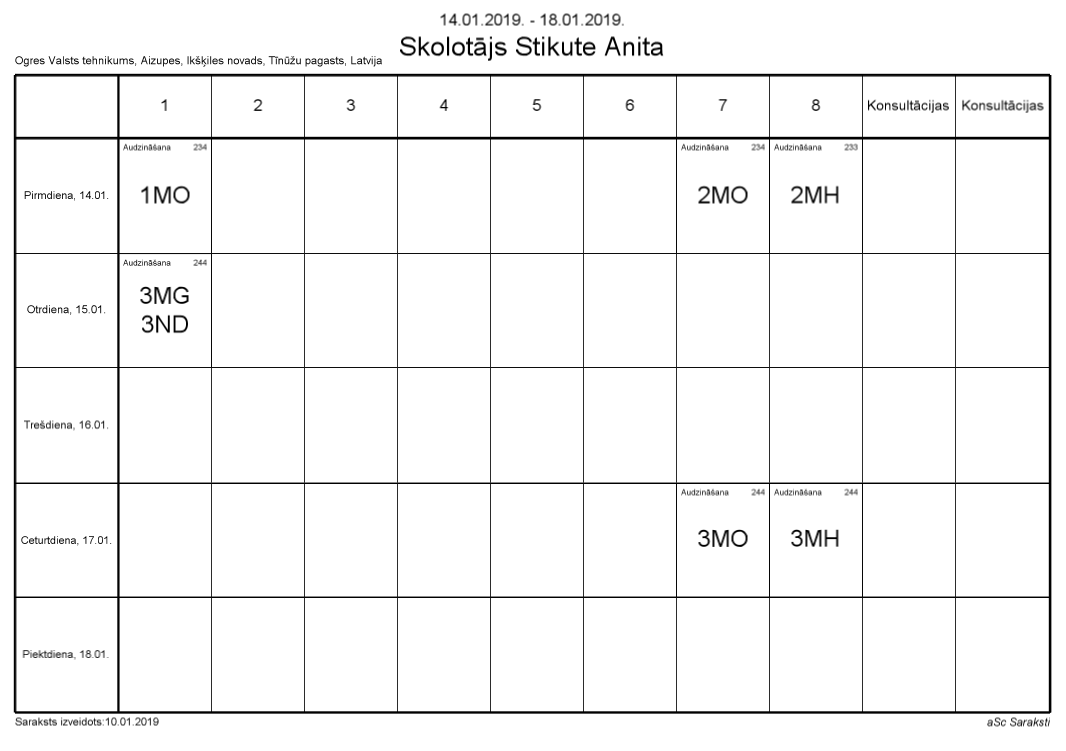 14.01.2019. - 18.01.2019.
Skolotājs Stikute Anita
Ogres Valsts tehnikums, Aizupes, Ikšķiles novads, Tīnūžu pagasts, Latvija
1 2 3 4 5 6 7 8 Konsultācijas Konsultācijas
Audzināšana 234 Audzināšana 234 Audzināšana 233
Pirmdiena, 14.01. 1MO 2MO 2MH
Audzināšana 244
3MG
Otrdiena, 15.01.
3ND
Trešdiena, 16.01.
Audzināšana 244 Audzināšana 244
Ceturtdiena, 17.01. 3MO 3MH
Piektdiena, 18.01.
Saraksts izveidots:10.01.2019 aSc Saraksti